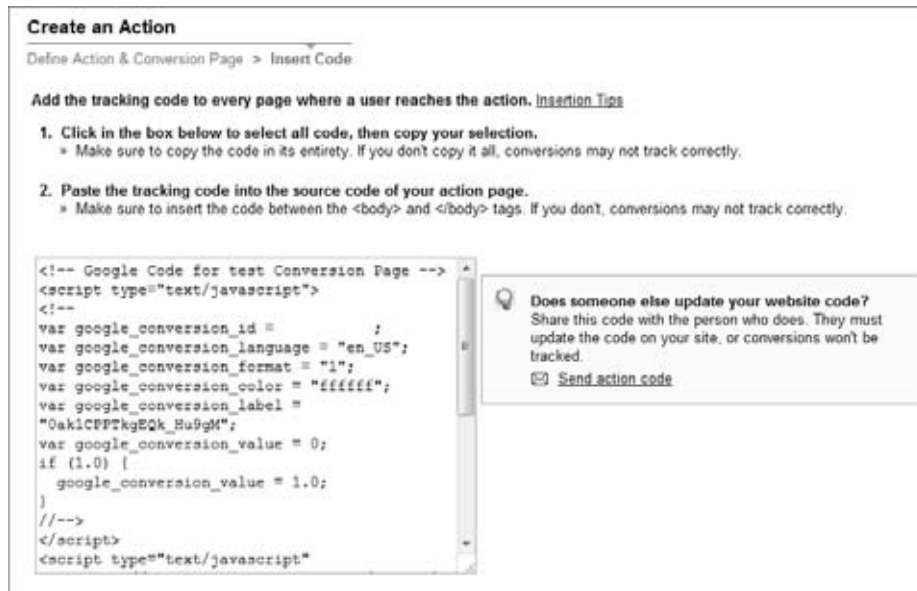 Create an Action
Define Action & Conversion Page > Insert Code
Add the tracking code to every page where a user reaches the action. Insertion Tips
1. Click in the box below to select all code, then copy your selection.
» Make sure to copy the code in its entirety. If you don't copy it all, conversions may not track correctly.
2. Paste the tracking code into the source code of your action page.
» Make sure to insert the code between the <body> and </body> tags. If you don't, conversions may not track correctly.
<!-- Google Code for test Conversion Page -->
<script type="text/javascript">
<!--
var google_conversion_id = ;
var google_conversion_language = "en_US";
var google_conversion_format = "1";
var google_conversion_color = "ffffff";
var google_conversion_label =
"0ak1CPPTkgEQk_Hu9gM";
var google_conversion_value = 0;
if (1.0) {
google_conversion_value = 1.0;
}
//-->
</script>
<script type="text/javascript"
Does someone else update your website code?
Share this code with the person who does. They must
update the code on your site, or conversions won't be
tracked.
Send action code